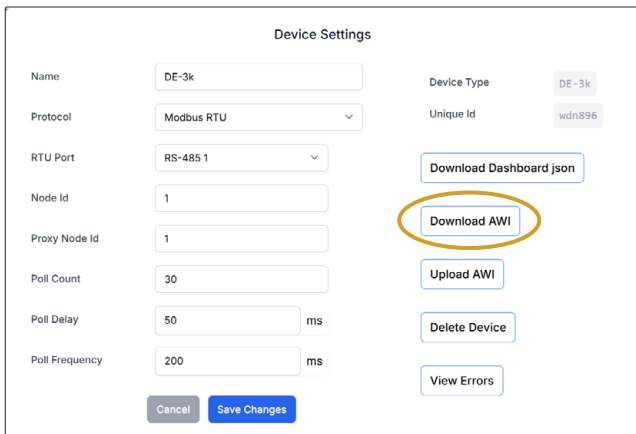 Device Settings
Name
DE-3k
Protocol
Modbus RTU
RTU Port
RS-485 1
Node Id
1
Proxy Node Id
1
Poll Count
30
Poll Delay
50
ms
Poll Frequency
200
ms
Cancel
Save Changes
Device Type
DE-3k
Unique Id
wdn896
Download Dashboard json
Download AWI
Upload AWI
Delete Device
View Errors